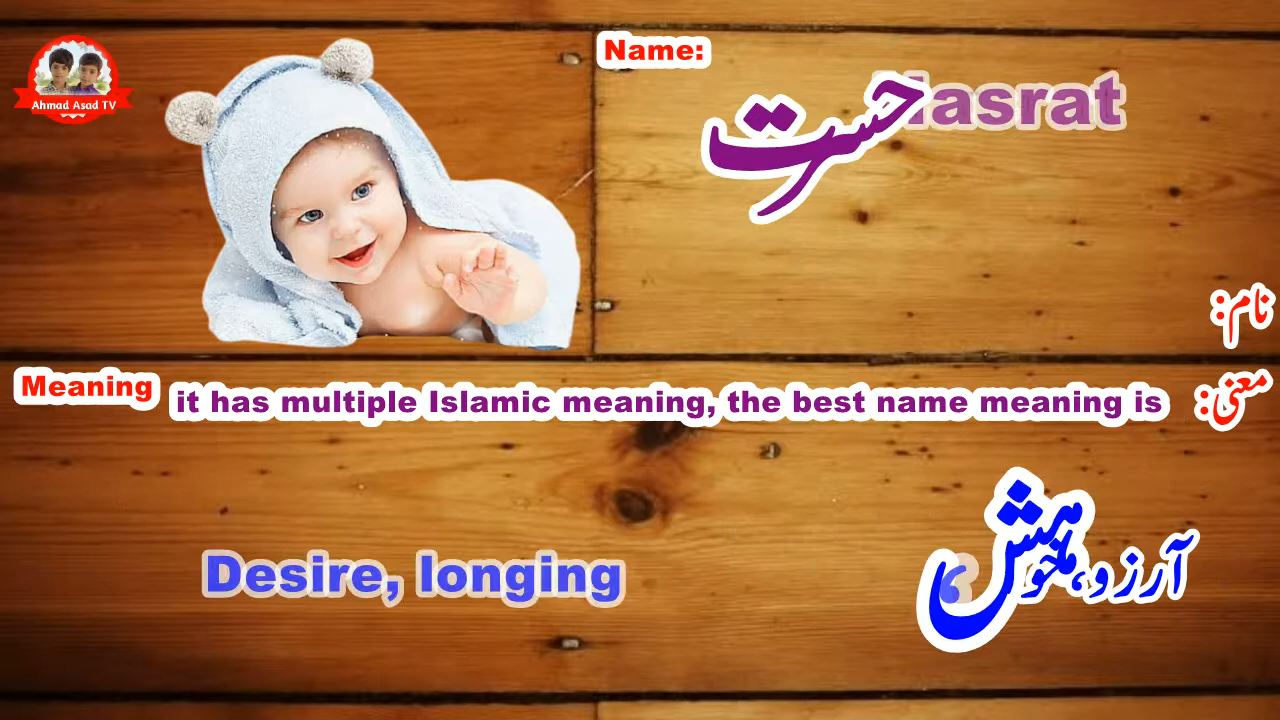 Ahmad Asad TV
Name:
Hasrat
حسرت
نام:
Meaning
it has multiple Islamic meaning, the best name meaning is
معنی:
Desire, longing
آرزو، خواہش